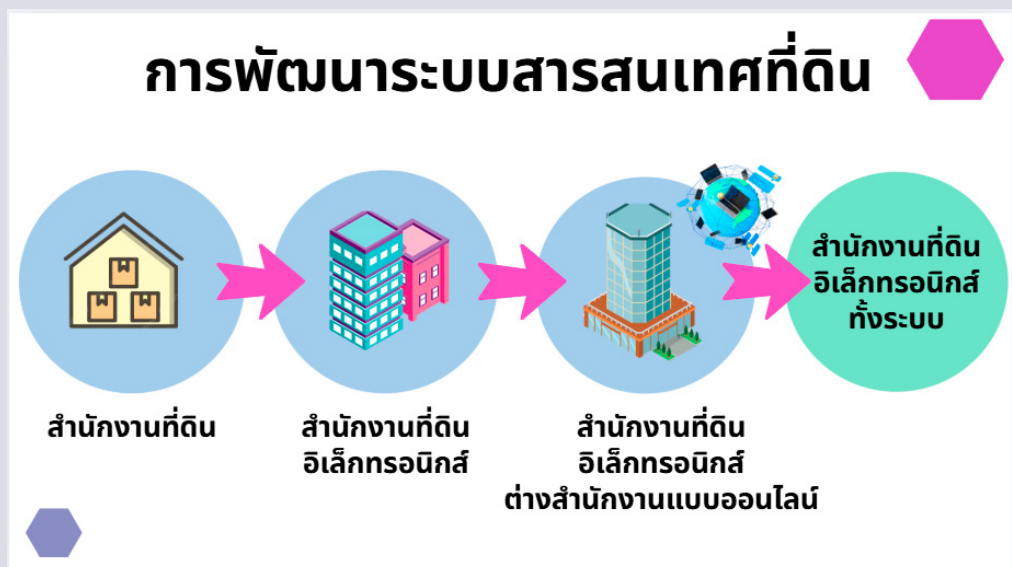 การพัฒนาระบบสารสนเทศที่ดิน
สำนักงานที่ดิน
สำนักงานที่ดิน
อิเล็กทรอนิกส์
สำนักงานที่ดิน
อิเล็กทรอนิกส์
ต่างสำนักงานแบบออนไลน์
สำนักงานที่ดิน
อิเล็กทรอนิกส์
ทั้งระบบ